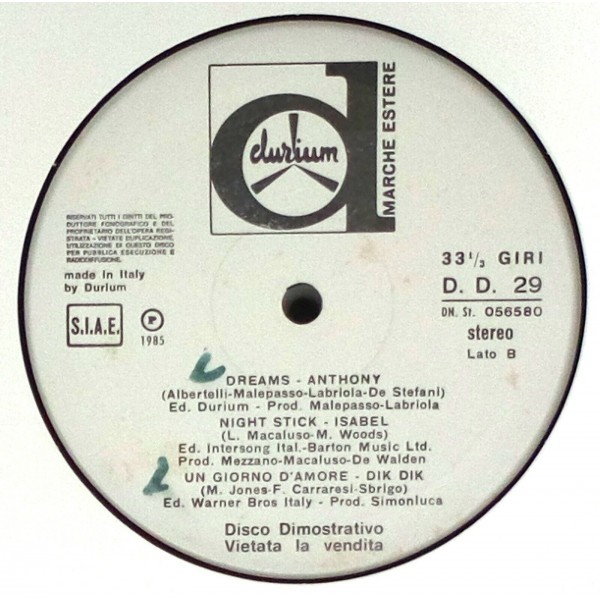 durium
MARCHE ESTERE
RISERVATI TUTTI I DIRITTI DEL PRO-
DUTTORE FONOGRAFICO E DEL
PROPRIETARIO DELL'OPERA REGI-
STRATA - VIETATE DUPLICAZIONE,
UTILIZZAZIONE DI QUESTO DISCO
PER PUBBLICA ESECUZIONE E
RADIODIFFUSIONE.
made in Italy
by Durium
S.I.A.E.
P
1985
33 1/3 GIRI
D. D. 29
DN. St. 056580
stereo
Lato B
DREAMS - ANTHONY
(Albertelli-Malepasso-Labriola-De Stefani)
Ed. Durium - Prod. Malepasso-Labriola
NIGHT STICK - ISABEL
(L. Macaluso-M. Woods)
Ed. Intersong Ital.-Barton Music Ltd.
Prod. Mezzano-Macaluso-De Walden
UN GIORNO D'AMORE - DIK DIK
(M. Jones-F. Carraresi-Sbrigo)
Ed. Warner Bros Italy - Prod. Simonluca
Disco Dimostrativo
Vietata la vendita